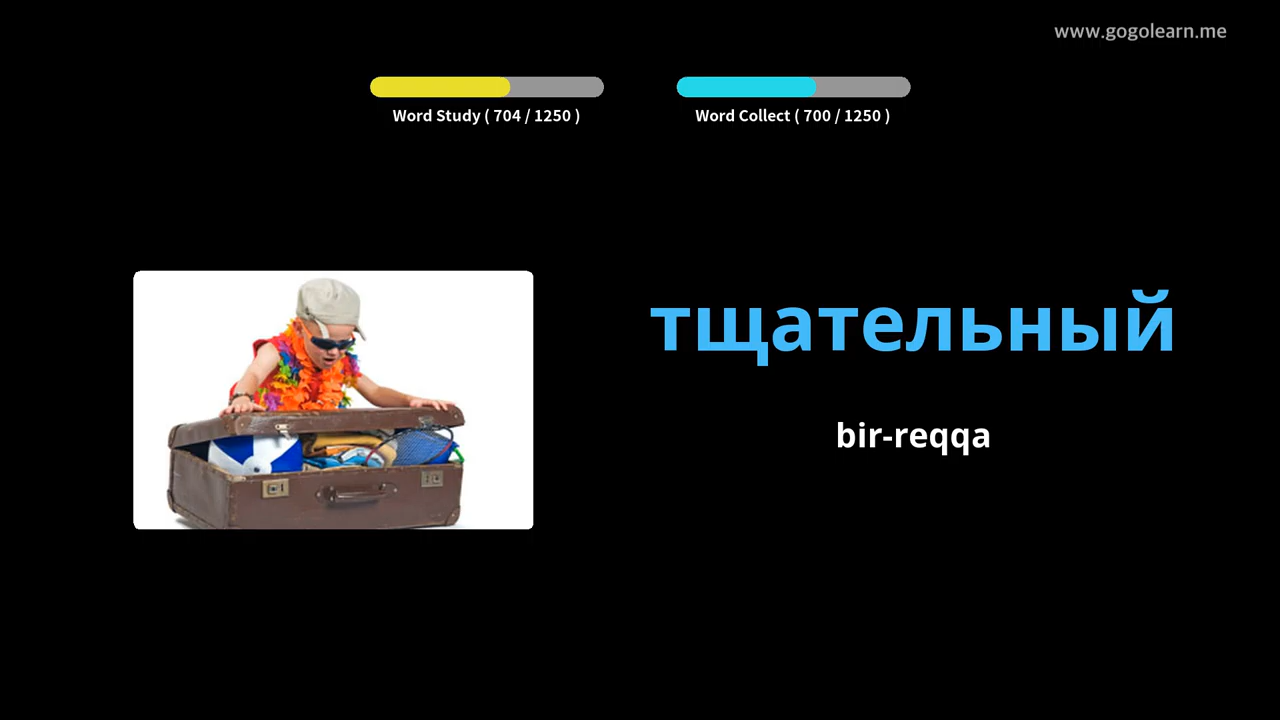 www.gogolearn.me
Word Study ( 704 / 1250 )
Word Collect ( 700 / 1250 )
тщательный
bir-reqqa